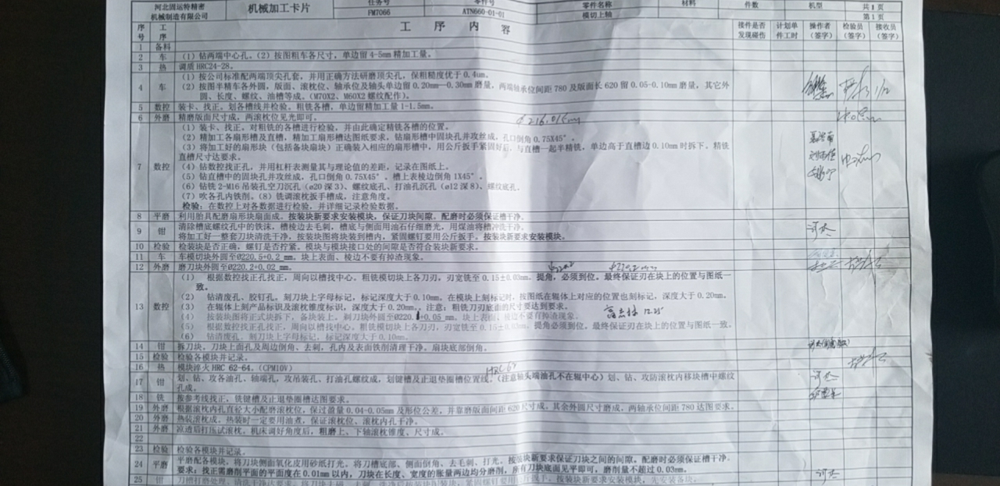 河北固运特精密
机械制造有限公司
机械加工卡片
任务号
FM7066
零件号
ATN660-01-01
零件名称
模切上轴
材料
件数
机型
共1页
第1页
序号
工序
工序内容
接件是否发现碰伤
计划单件工时
操作者(签字)
检验员(签字)
接收员(签字)
1 备料
2 车 (1)钻两端中心孔。(2)按图粗车各尺寸，单边留4-5mm精加工量。
3 热 调质HRC24-28。
4 车 (1)按公司标准配两端顶尖孔套，并用正确方法研磨顶尖孔，保粗糙度优于0.4um。
(2)按图半精车各外圆，版面、滚枕位、轴承位及轴头单边留0.20mm—0.30mm磨量，两端轴承位间距780及版面长620留0.05-0.10mm磨量，其它外
圆、长度、螺纹、油槽等成。(M70X2、M60X2螺纹配作)。
1/12
5 数控 装卡、找正，划各槽线并检验。粗铣各槽，单边留精加工量1-1.5mm。
6 外磨 精磨版面尺寸成，两滚枕位见光即可。
7 数控 (1)装卡、找正。对粗铣的各槽进行检验，并由此确定精铣各槽的位置。
(2)精加工各扇形槽及直槽，精加工扇形槽达图纸要求，钻扇形槽中固块孔并攻丝成，孔口倒角0.75X45°。
(3)将加工好的扇形块（包括备块扇块）正确装入相应的扇形槽中，用公斤扳手紧固好后，与直槽一起半精铣，单边高于直槽边0.10mm时拆下。精铣
直槽尺寸达要求。
(4)钻数控找正孔，并用杠杆表测量其与理论值的差距，记录在图纸上。
(5)钻直槽中的固块孔并攻丝成，孔口倒角0.75X45°。槽上表棱边倒角1X45°。
(6)钻铣2-M16吊装孔空刀沉孔（ø20深3）、螺纹底孔、打油孔沉孔（ø12深8）、螺纹底孔。
(7)吹各孔内铁削。(8)铣调滚枕扳手槽成，注意角度。
检验：在数控上对各数据进行检验，并详细记录检验数据。
8 平磨 利用胎具配磨扇形块扇面成。按装块新要求安装模块，保证刀块间隙。配磨时必须保证槽干净。
9 钳 清除槽底螺纹孔中的铁沫，槽棱边去毛刺，槽底与侧面用油石仔细磨光，用煤油将槽冲洗干净。
将加工好一整套刀块清洗干净，按装块图将块装到槽内，紧固螺钉要用公斤扳手。按装块新要求安装模块。
10 检验 检装块是否正确，螺钉是否拧紧。模块与模块接口处的间隙是否符合装块新要求。
11 车 车模切块外圆至Ø220.5+0.2 mm。块上表面、棱边不要有掉渣现象。
12 外磨 磨刀块外圆至Ø220.2+0.02 mm。
13 数控 (1) 根据数控找正孔找正，周向以槽找中心。粗铣模切块上各刀刃。刃宽铣至0.15±0.03mm。提角，必须到位。最终保证刃在块上的位置与图纸一
致。
(2) 钻清废孔、胶钉孔，刻刀块上字母标记，标记深度大于0.10mm。在模块上刻标记时，按图纸在辊体上对应的位置也刻标记，深度大于0.20mm。
(3) 在辊体上刻产品标识及滚枕锥度标识，深度大于0.20mm。注意：粗铣刀刃底面的尺寸要达到要求。
12.25
(4) 按装块图将正式块拆下，备块装上。剃刀块外圆至Ø220.1+0.05 mm。块上表面，棱边不要有掉渣现象。
(5) 根据数控找正孔找正，周向以槽找中心，粗铣模切块上各刀刃，刃宽铣至0.15±0.03mm，提角必须到位，最终保证刃在块上的位置与图纸一致。
(6) 钻清废孔，刻刀块上字母标记，标记深度大于0.10mm。
14 钳 拆刀块。刀块上面孔及周边倒角、去刺，孔内及表面铁削清理干净。扇块底部倒角。
15 检验 检验各模块并记录。
16 热 模块淬火HRC 62-64。(CPM10V)
17 钳 划、钻、攻各油孔、轴端孔，攻吊装孔、打油孔螺纹成，划键槽及止退垫圈槽位置线。(注意轴头端油孔不在辊中心) 划、钻、攻防滚枕内移块槽中螺纹
孔成。
18 铣 按参考线找正，铣键槽及止退垫圈槽达图要求。
19 外磨 根据滚枕内孔直径大小配磨滚枕位，保过盈量0.04-0.05mm及形位公差，并靠磨版面间距620尺寸成。其余外圆尺寸磨成，两轴承位间距780达图要求。
20 外磨 热装滚枕成。热装时一定要用油煮，保证滚枕位、滚枕内孔干净。
21 外磨 凉透后打压试滚枕。机床调好角度后，粗磨上、下轴滚枕锥度、尺寸成。
22
23 检验 检验各模块并记录。
24 平磨 平磨配各模块，将刀块侧面氧化皮用砂纸打光。将刀槽底部、侧面倒角、去毛刺、打光。按装块新要求保证刀块之间的间隙，配磨时必须保证槽干净。
要求：找正需磨削平面的平面度在0.01mm以内，刀块在长度、宽度的胀量两边均分磨削，所有刀块底面见平即可，磨削量不超过0.03mm。
25 钳